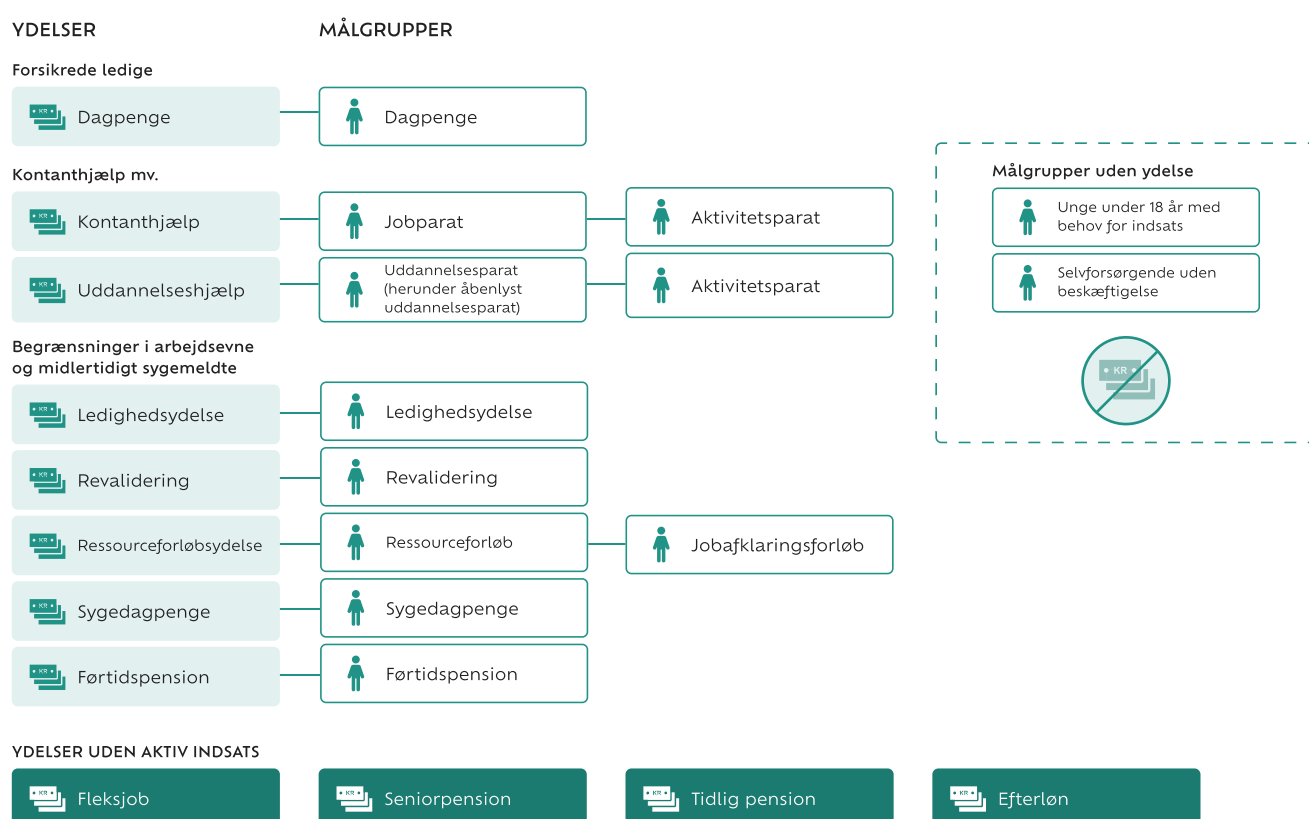 YDELSER
MÅLGRUPPER
Forsikrede ledige
KR
Dagpenge
Dagpenge
Kontanthjælp mv.
KR
Kontanthjælp
Jobparat
Aktivitetsparat
KR
Uddannelseshjælp
Uddannelsesparat
(herunder åbenlyst
uddannelsesparat)
Aktivitetsparat
Begrænsninger i arbejdsevne
og midlertidigt sygemeldte
KR
Ledighedsydelse
Ledighedsydelse
KR
Revalidering
Revalidering
KR
Ressourceforløbsydelse
Ressourceforløb
Jobafklaringsforløb
KR
Sygedagpenge
Sygedagpenge
KR
Førtidspension
Førtidspension
Målgrupper uden ydelse
Unge under 18 år med
behov for indsats
Selvforsørgende uden
beskæftigelse
KR
YDELSER UDEN AKTIV INDSATS
KR
Fleksjob
KR
Seniorpension
KR
Tidlig pension
KR
Efterløn